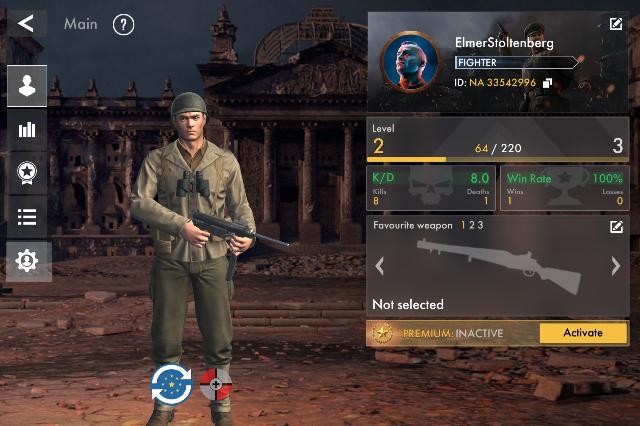 Main ?
ElmerStoltenberg
FIGHTER
ID: NA 33542996
Level
2 64 / 220 3
K/D 8.0
Kills Deaths
8 1
Win Rate 100%
Wins Losses
1 0
Favourite weapon 1 2 3
Not selected
PREMIUM: INACTIVE Activate